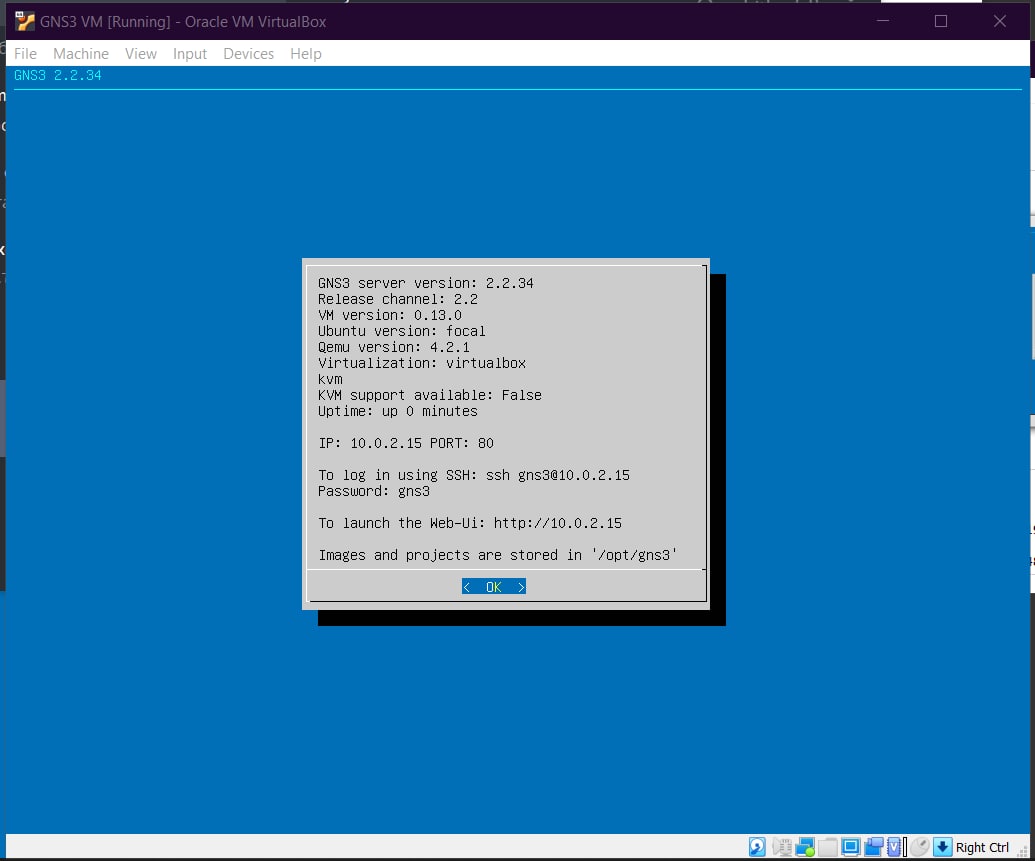 GNS3 VM [Running] - Oracle VM VirtualBox
File Machine View Input Devices Help
GNS3 2.2.34
GNS3 server version: 2.2.34
Release channel: 2.2
VM version: 0.13.0
Ubuntu version: focal
Qemu version: 4.2.1
Virtualization: virtualbox
kvm
KVM support available: False
Uptime: up 0 minutes
IP: 10.0.2.15 PORT: 80
To log in using SSH: ssh gns3@10.0.2.15
Password: gns3
To launch the Web-Ui: http://10.0.2.15
Images and projects are stored in '/opt/gns3'
< OK >
Right Ctrl